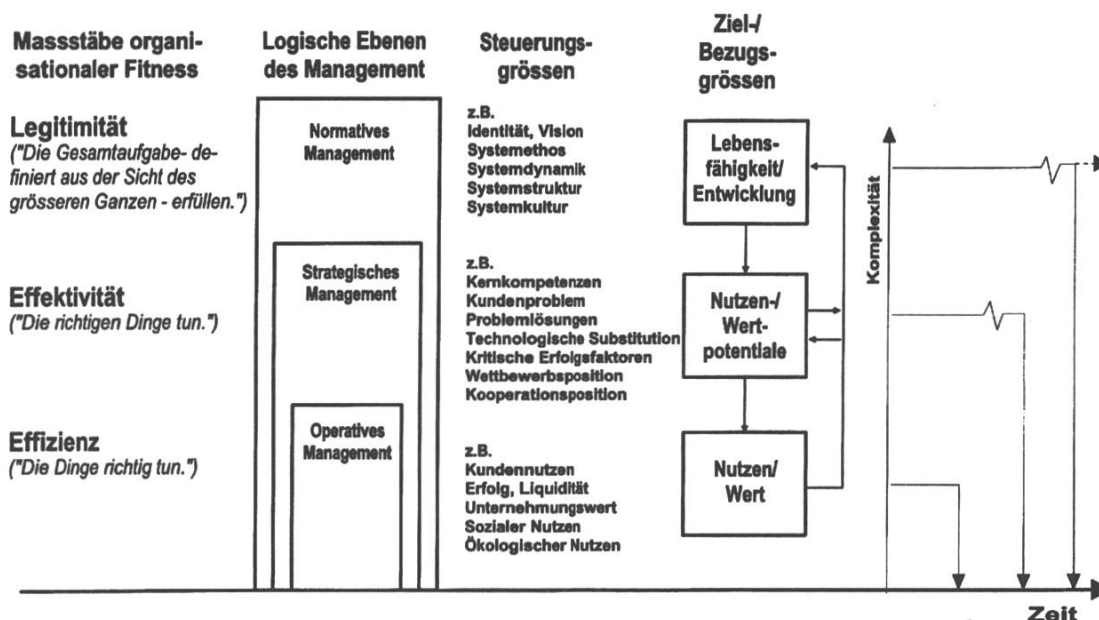 Massstäbe organi-
sationaler Fitness
Logische Ebenen
des Management
Steuerungs-
grössen
Ziel-/
Bezugs-
grössen
Legitimität
("Die Gesamtaufgabe- de-
finiert aus der Sicht des
grösseren Ganzen - erfüllen.")
Normatives
Management
z.B.
Identität, Vision
Systemethos
Systemdynamik
Systemstruktur
Systemkultur
Lebens-
fähigkeit/
Entwicklung
Komplexität
Effektivität
("Die richtigen Dinge tun.")
Strategisches
Management
z.B.
Kernkompetenzen
Kundenproblem
Problemlösungen
Technologische Substitution
Kritische Erfolgsfaktoren
Wettbewerbsposition
Kooperationsposition
Nutzen-/
Wert-
potentiale
Effizienz
("Die Dinge richtig tun.")
Operatives
Management
z.B.
Kundennutzen
Erfolg, Liquidität
Unternehmungswert
Sozialer Nutzen
Ökologischer Nutzen
Nutzen/
Wert
Zeit